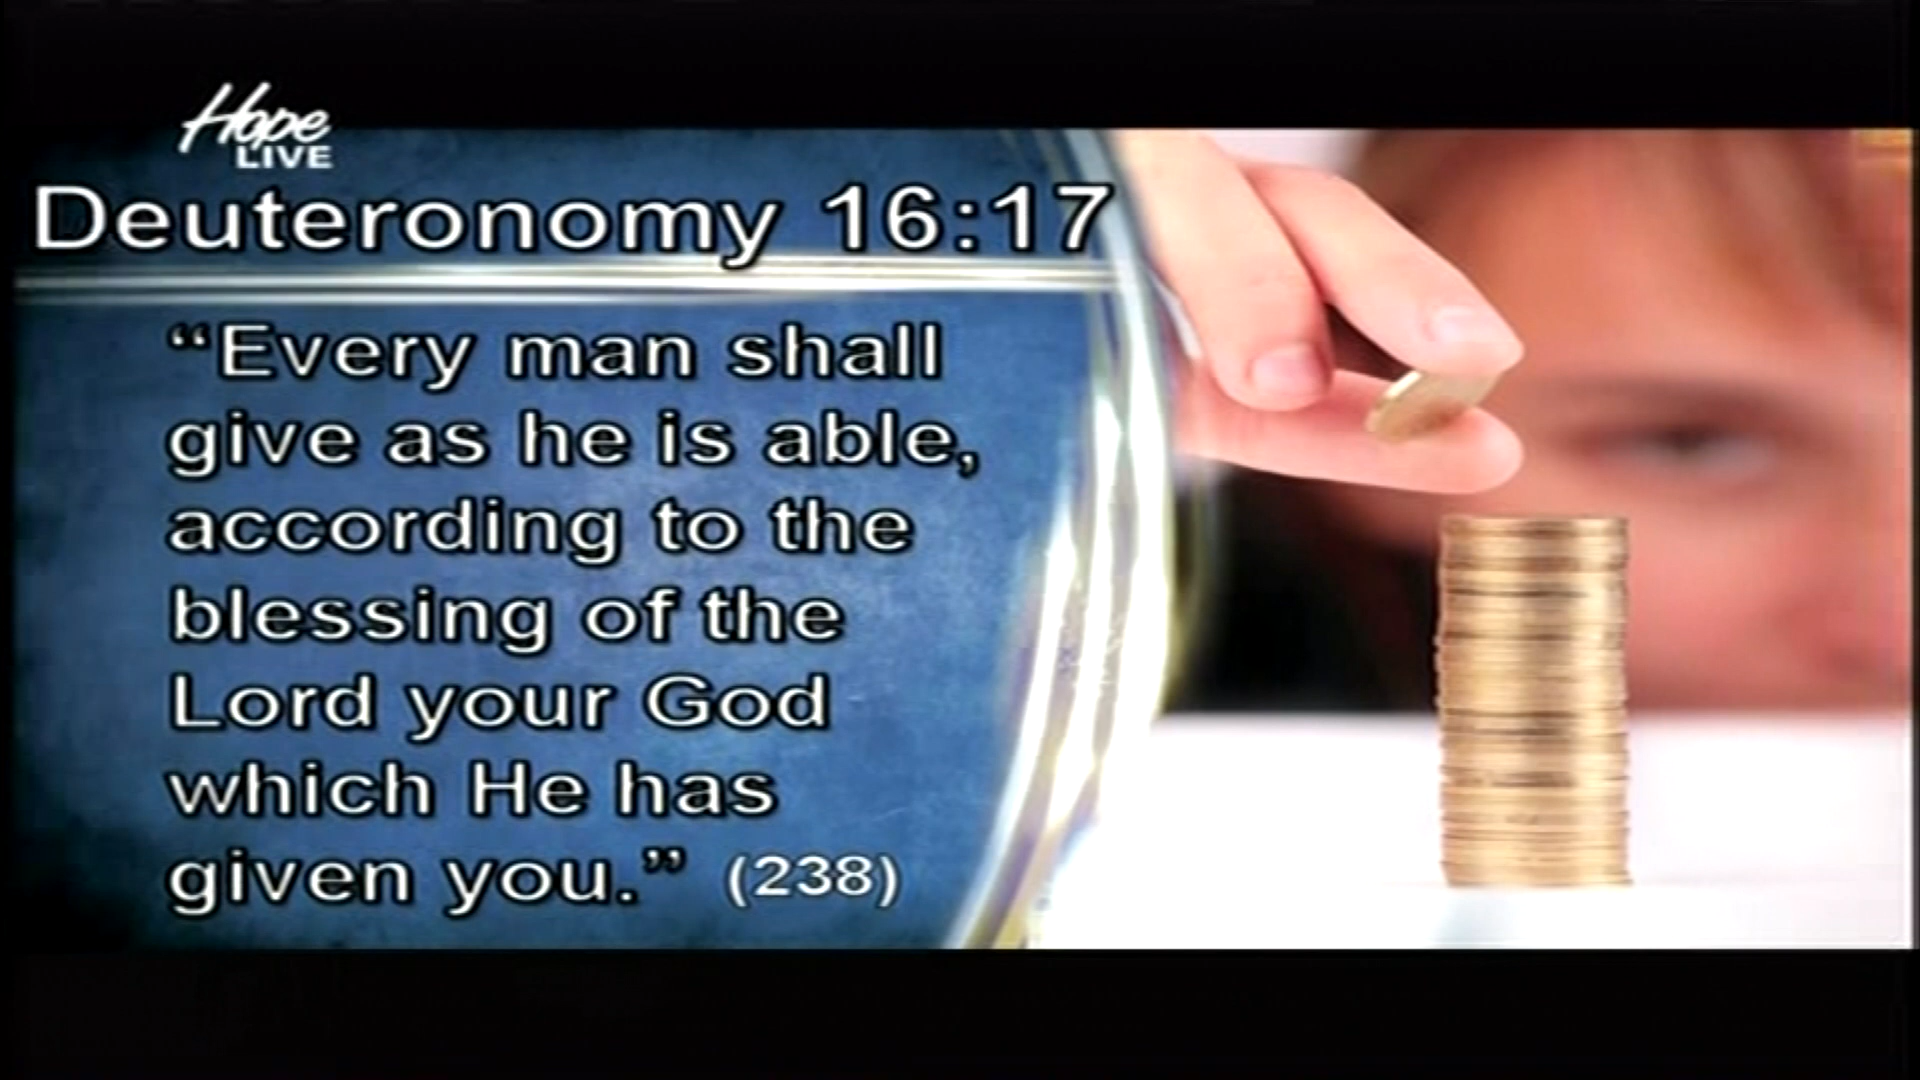 Hope
LIVE
Deuteronomy 16:17
“Every man shall
give as he is able,
according to the
blessing of the
Lord your God
which He has
given you.” (238)